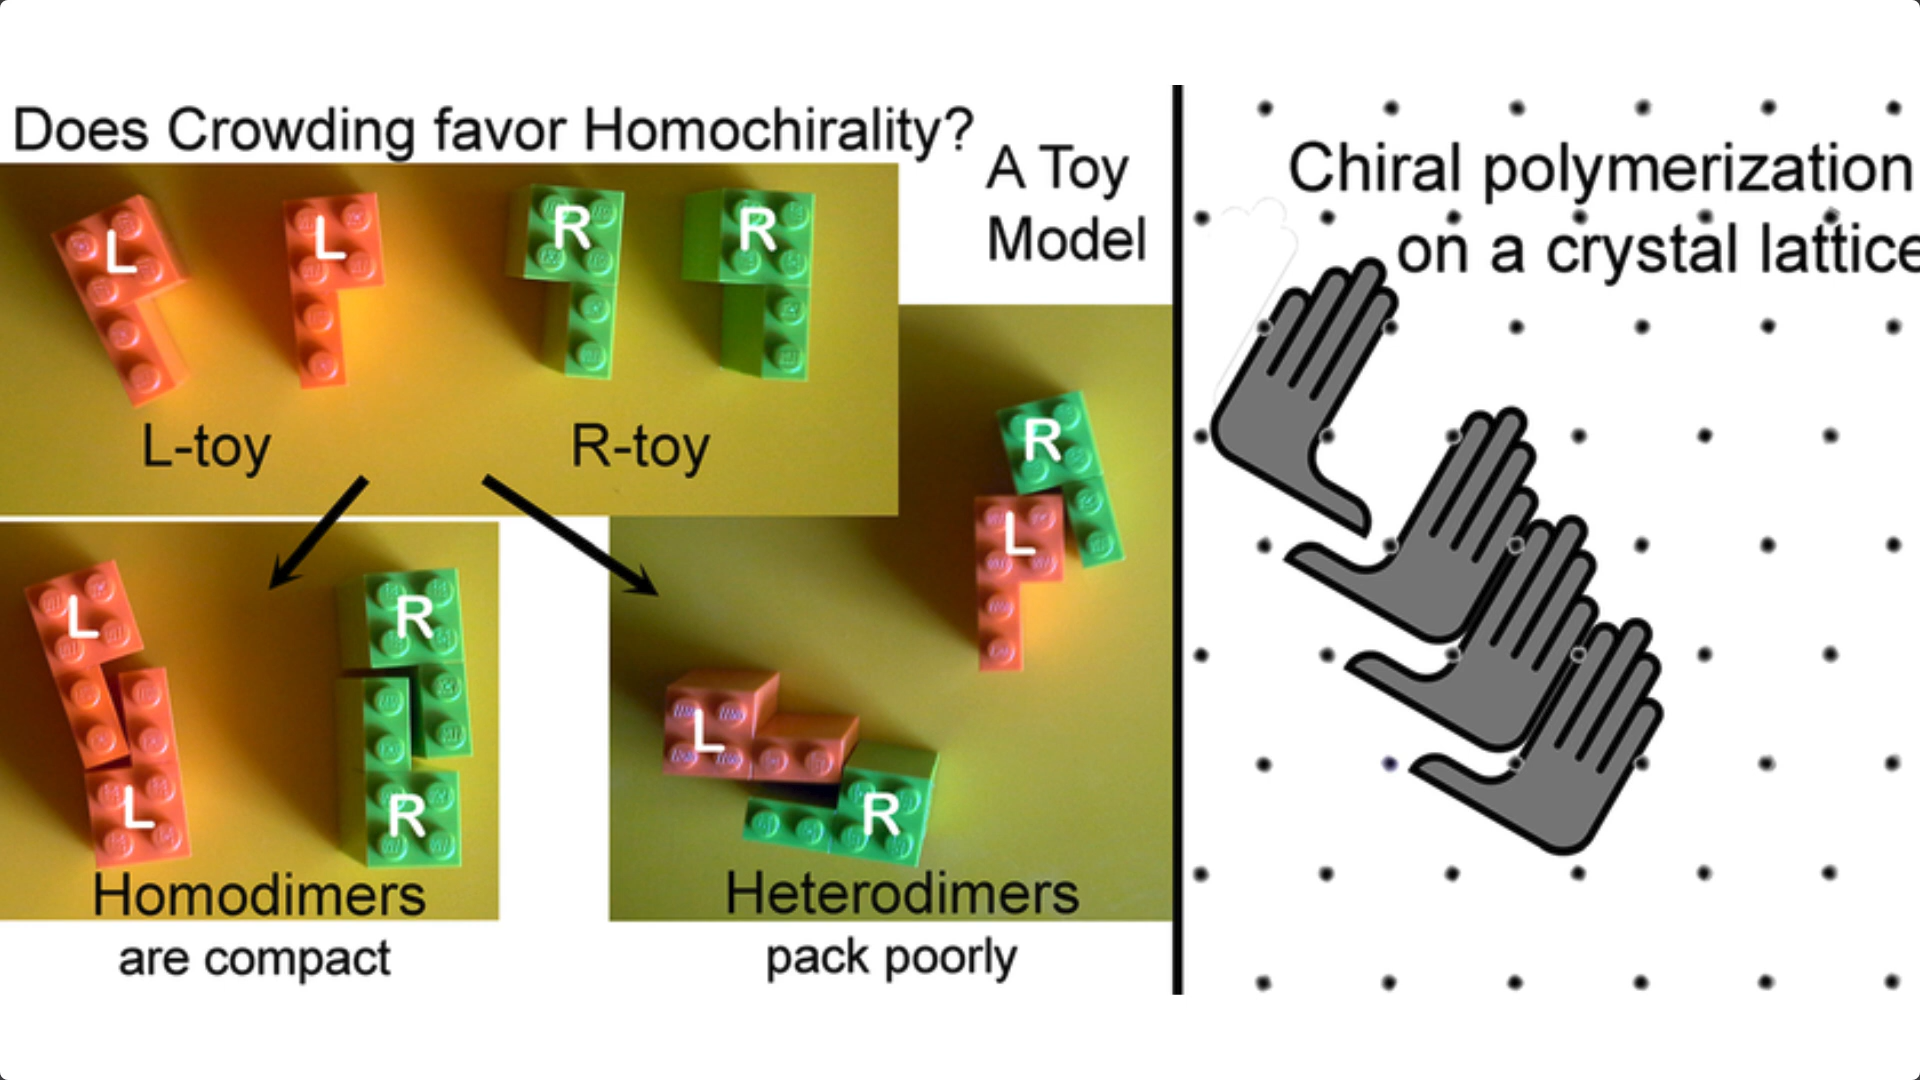 Does Crowding favor Homochirality?
A Toy
Model
L L R R
L-toy R-toy
L R
L R
Homodimers
are compact
R
L
L
R
Heterodimers
pack poorly
Chiral polymerization
on a crystal lattice